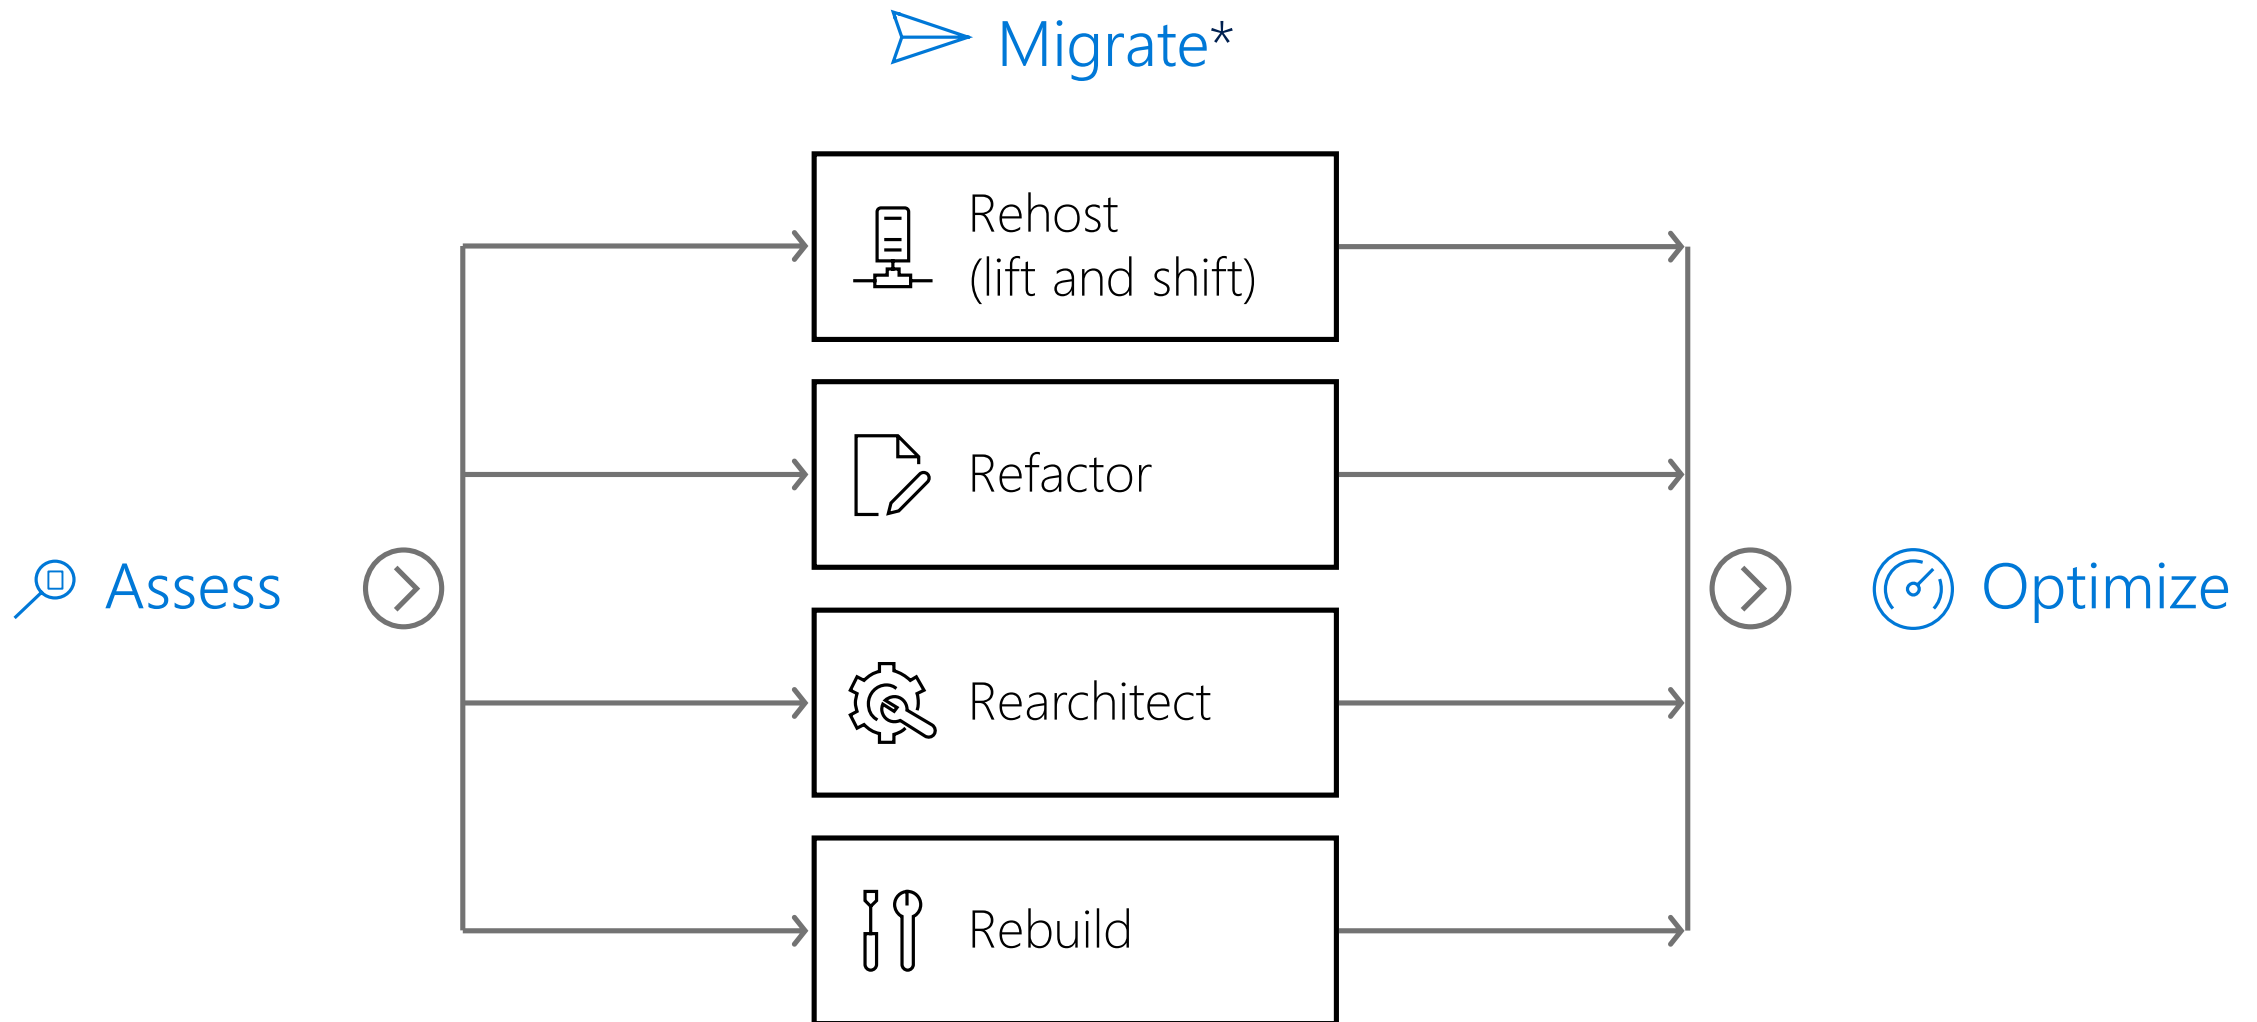 Migrate*
Rehost
(lift and shift)
Refactor
Assess
Optimize
Rearchitect
Rebuild